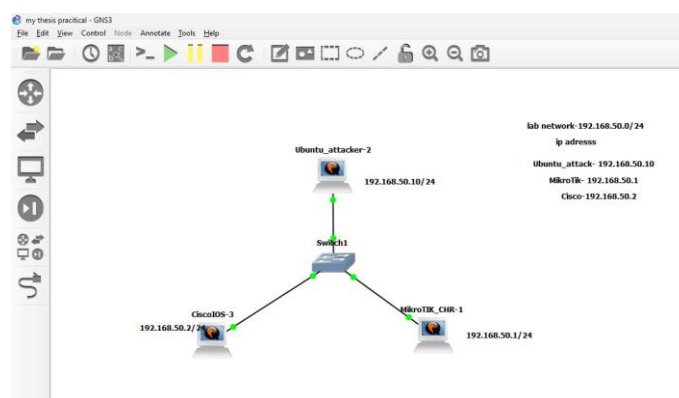 my thesis pracitical - GNS3
File Edit View Control Node Annotate Tools Help
lab network-192.168.50.0/24
ip adresss
Ubuntu_attack- 192.168.50.10
MikroTik- 192.168.50.1
Cisco-192.168.50.2
Ubuntu_attacker-2
192.168.50.10/24
Switch1
CiscoIOS-3
192.168.50.2/24
MikroTIK_CHR-1
192.168.50.1/24